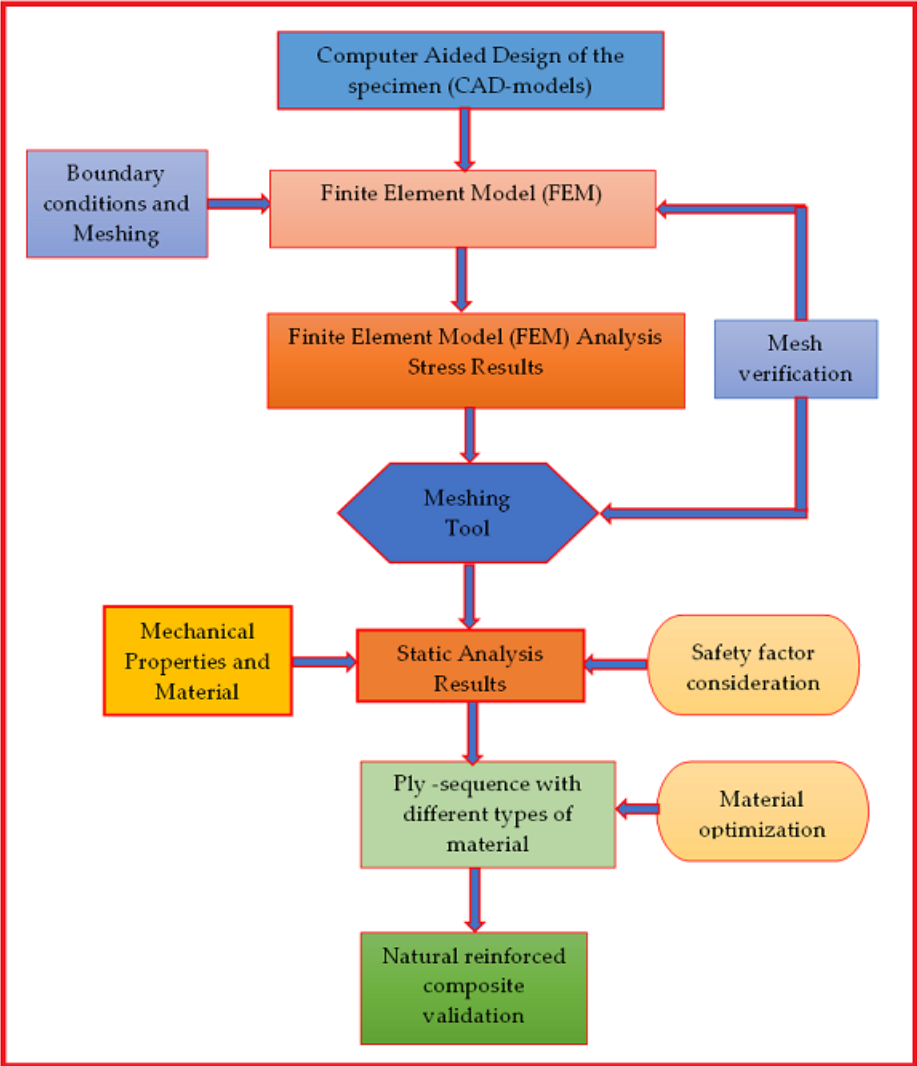 Computer Aided Design of the
specimen (CAD-models)
Boundary
conditions and
Meshing
Finite Element Model (FEM)
Finite Element Model (FEM) Analysis
Stress Results
Mesh
verification
Meshing
Tool
Mechanical
Properties and
Material
Static Analysis
Results
Safety factor
consideration
Ply -sequence with
different types of
material
Material
optimization
Natural reinforced
composite
validation